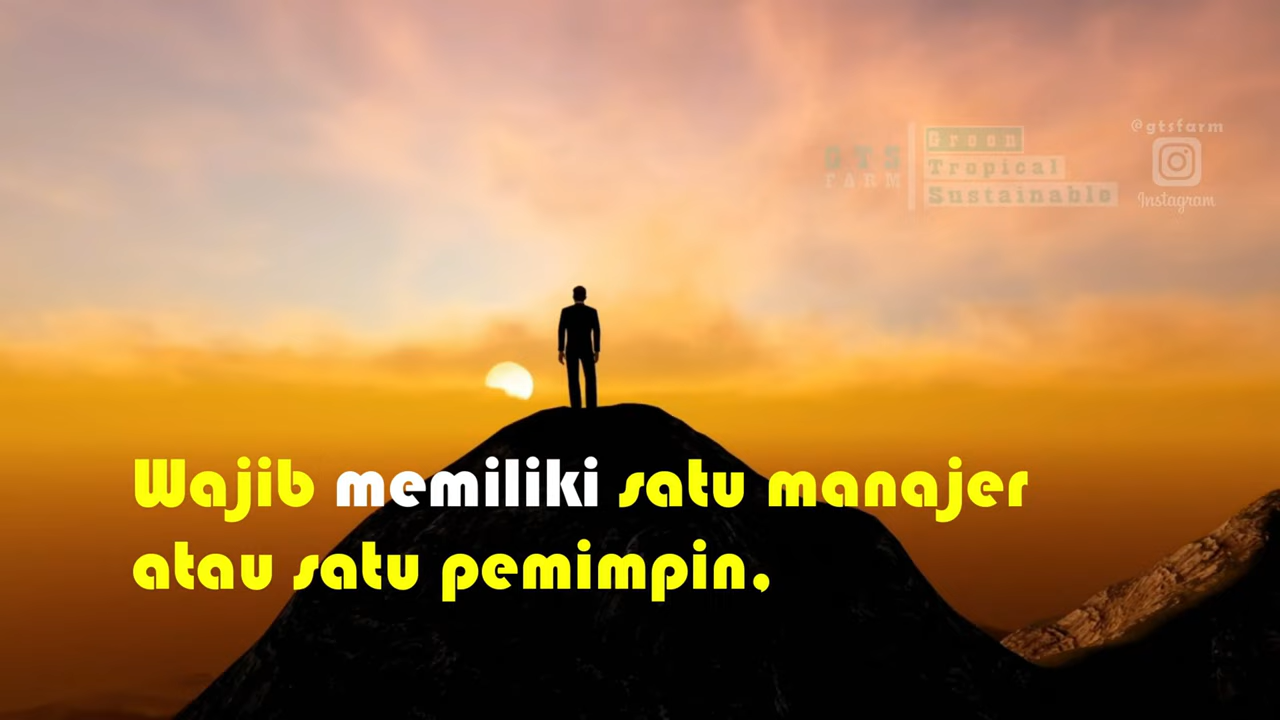 @gtsfarm
GTS
FARM
Green
Tropical
Sustainable
Instagram
Wajib memiliki satu manajer
atau satu pemimpin,